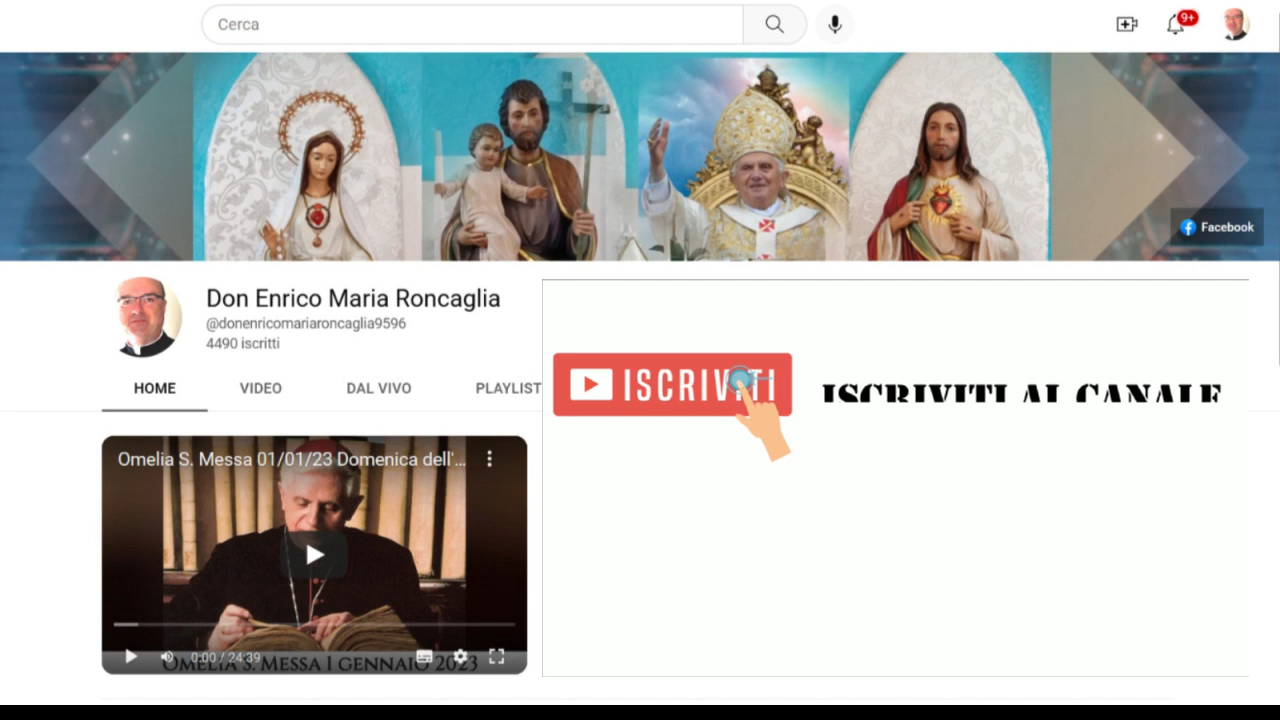 Cerca
9+
Facebook
Don Enrico Maria Roncaglia
@donenricomariaroncaglia9596
4490 iscritti
HOME VIDEO DAL VIVO PLAYLIST
ISCRIVITI
ISCRIVITI AL CANALE
Omelia S. Messa 01/01/23 Domenica dell'...
0:00 / 24:39
OMELIA S. MESSA 1 GENNAIO 2023